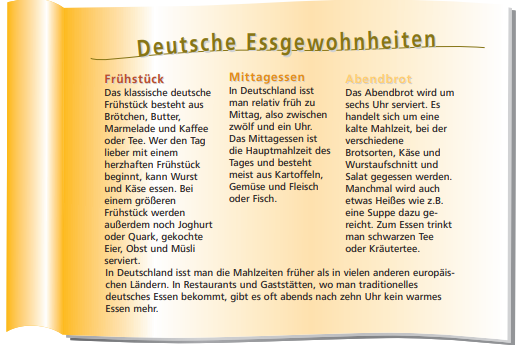 Deutsche Essgewohnheiten
Frühstück
Das klassische deutsche
Frühstück besteht aus
Brötchen, Butter,
Marmelade und Kaffee
oder Tee. Wer den Tag
lieber mit einem
herzhaften Frühstück
beginnt, kann Wurst
und Käse essen. Bei
einem größeren
Frühstück werden
außerdem noch Joghurt
oder Quark, gekochte
Eier, Obst und Müsli
serviert.
Mittagessen
In Deutschland isst
man relativ früh zu
Mittag, also zwischen
zwölf und ein Uhr.
Das Mittagessen ist
die Hauptmahlzeit des
Tages und besteht
meist aus Kartoffeln,
Gemüse und Fleisch
oder Fisch.
Abendbrot
Das Abendbrot wird um
sechs Uhr serviert. Es
handelt sich um eine
kalte Mahlzeit, bei der
verschiedene
Brotsorten, Käse und
Wurstaufschnitt und
Salat gegessen werden.
Manchmal wird auch
etwas Heißes wie z.B.
eine Suppe dazu ge-
reicht. Zum Essen trinkt
man schwarzen Tee
oder Kräutertee.
In Deutschland isst man die Mahlzeiten früher als in vielen anderen europäis-
chen Ländern. In Restaurants und Gaststätten, wo man traditionelles
deutsches Essen bekommt, gibt es oft abends nach zehn Uhr kein warmes
Essen mehr.